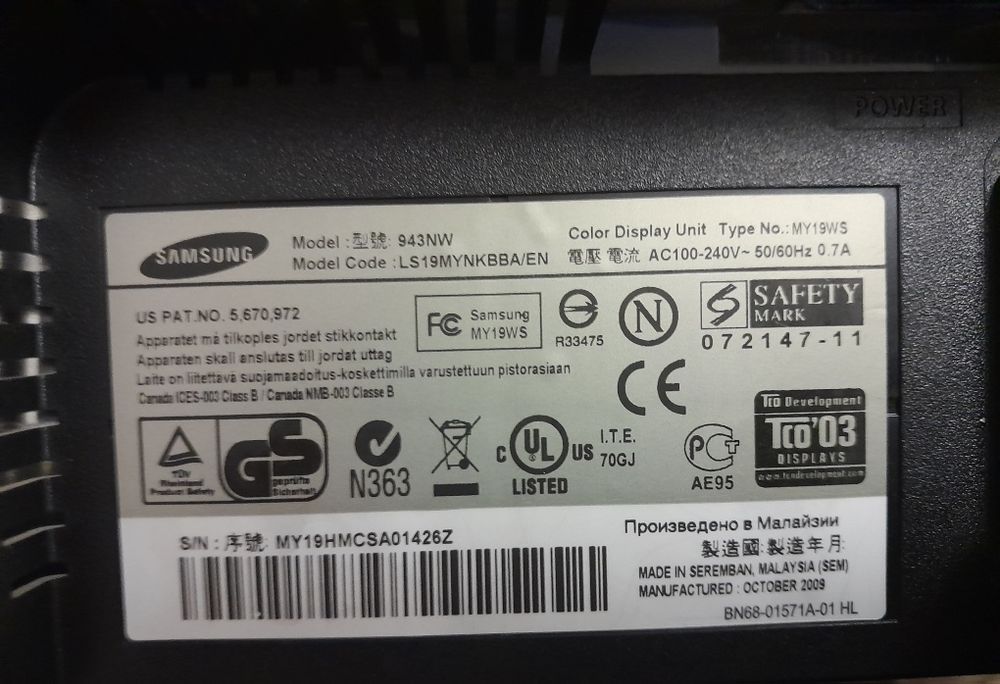 POWER
SAMSUNG
Model :型號: 943NW
Model Code :LS19MYNKBBA/EN
Color Display Unit Type No.:MY19WS
電壓 電流 AC100-240V~ 50/60Hz 0.7A
US PAT.NO. 5,670,972
Apparatet må tilkoples jordet stikkontakt
Apparaten skall anslutas till jordat uttag
Laite on liitettävä suojamaadoitus-koskettimilla varustettuun pistorasiaan
Canada ICES-003 Class B / Canada NMB-003 Classe B
FC Samsung
MY19WS
R33475
N
S SAFETY
MARK
072147-11
CE
TÜV
Rheinland
Product Safety
GS
geprüfte
Sicherheit
N363
c UL US
LISTED
I.T.E.
70GJ
РСТ
AE95
TCO Development
TCO'03
DISPLAYS
www.tcodevelopment.com
S/N : 序號: MY19HMCSA01426Z
Произведено в Малайзии
製造國:製造年月:
MADE IN SEREMBAN, MALAYSIA (SEM)
MANUFACTURED : OCTOBER 2009
BN68-01571A-01 HL